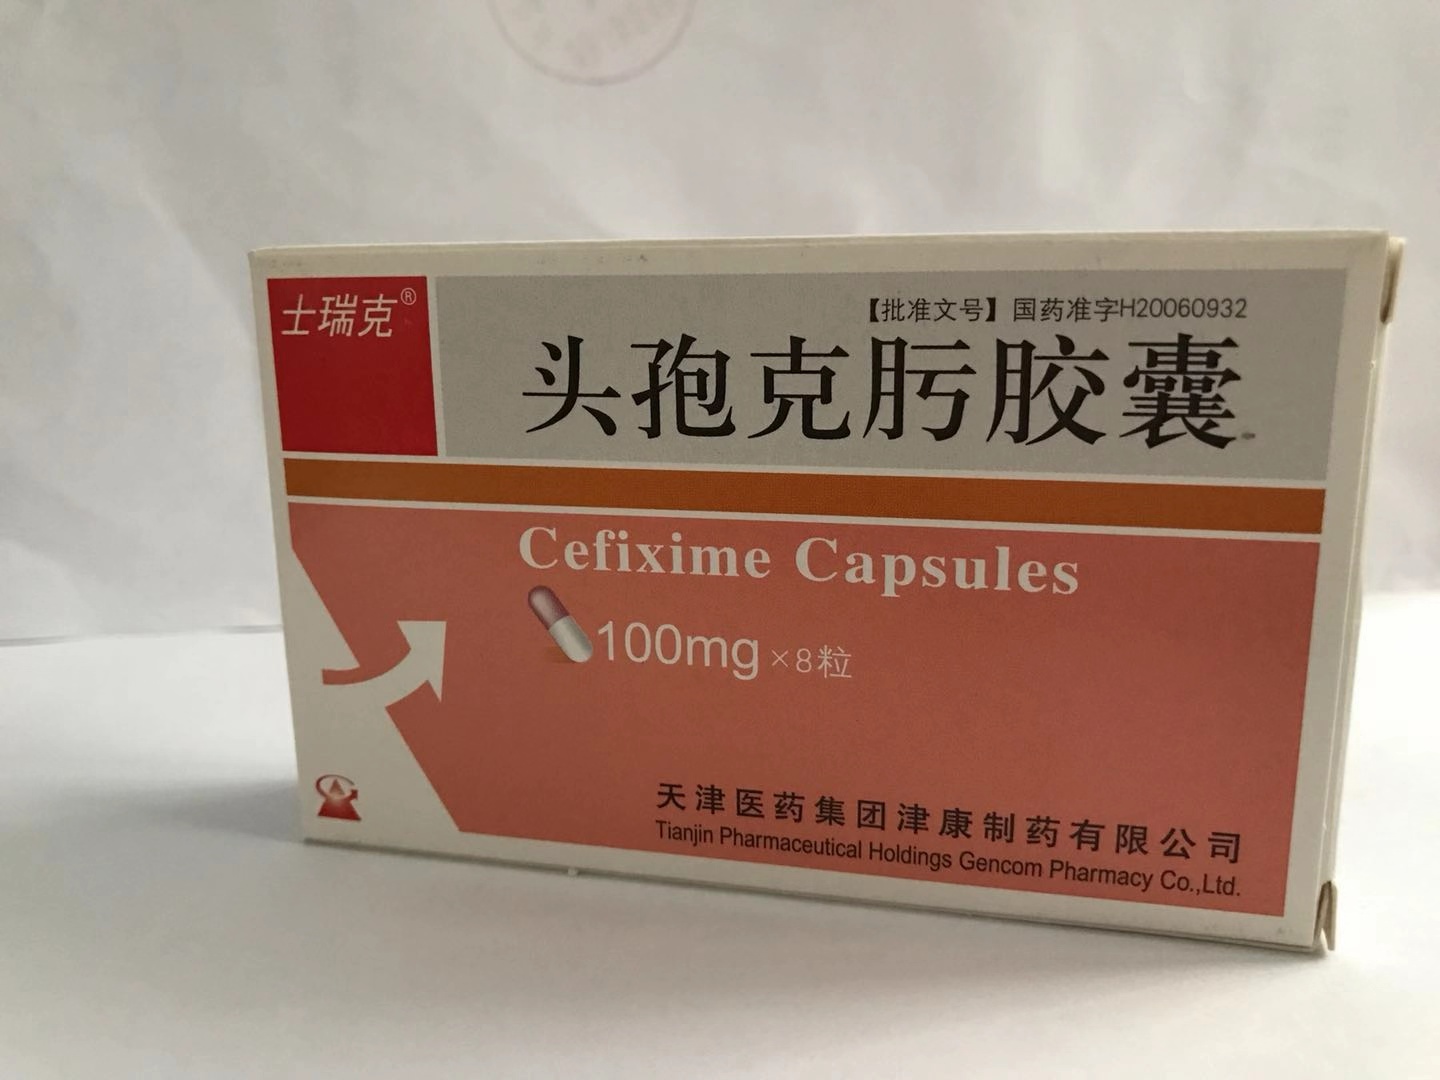 士瑞克®
【批准文号】国药准字H20060932
头孢克肟胶囊
Cefixime Capsules
100mg×8粒
天津医药集团津康制药有限公司
Tianjin Pharmaceutical Holdings Gencom Pharmacy Co.,Ltd.